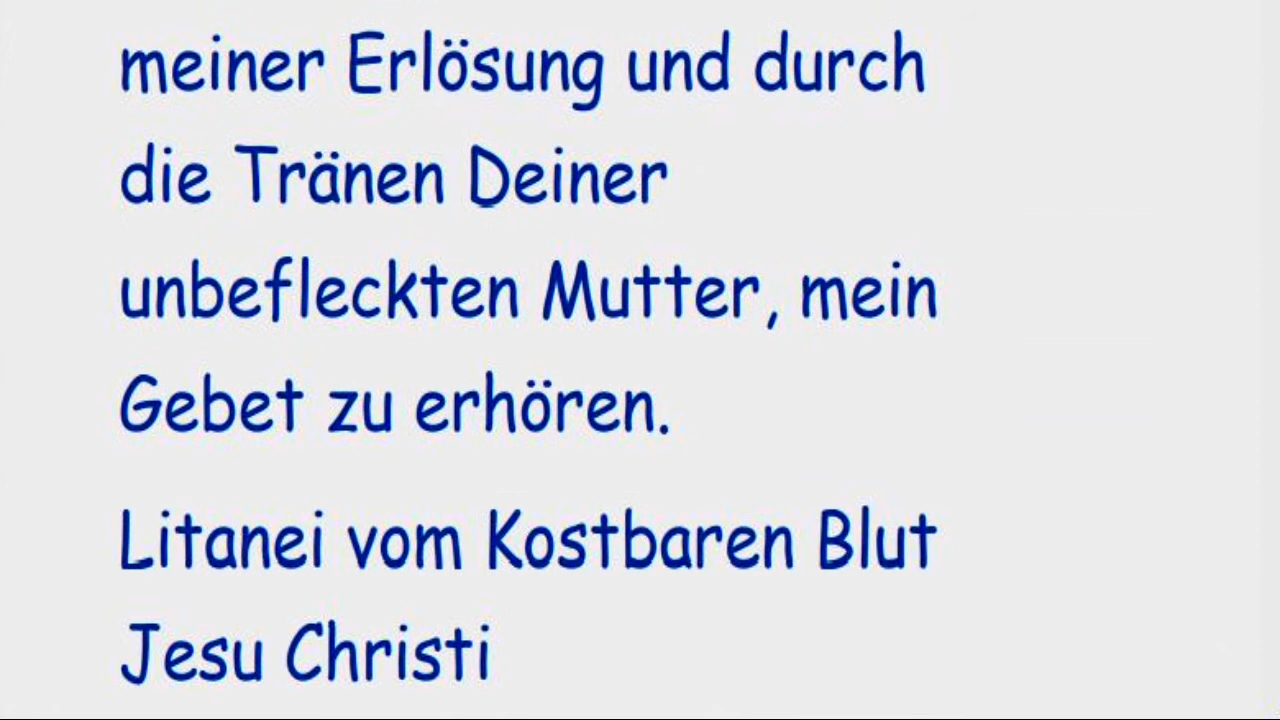 meiner Erlösung und durch
die Tränen Deiner
unbefleckten Mutter, mein
Gebet zu erhören.
Litanei vom Kostbaren Blut
Jesu Christi